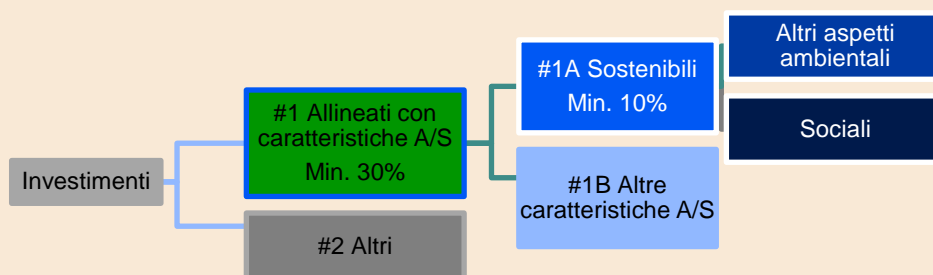 Investimenti
#1 Allineati con
caratteristiche A/S
Min. 30%
#2 Altri
#1A Sostenibili
Min. 10%
#1B Altre
caratteristiche A/S
Altri aspetti
ambientali
Sociali